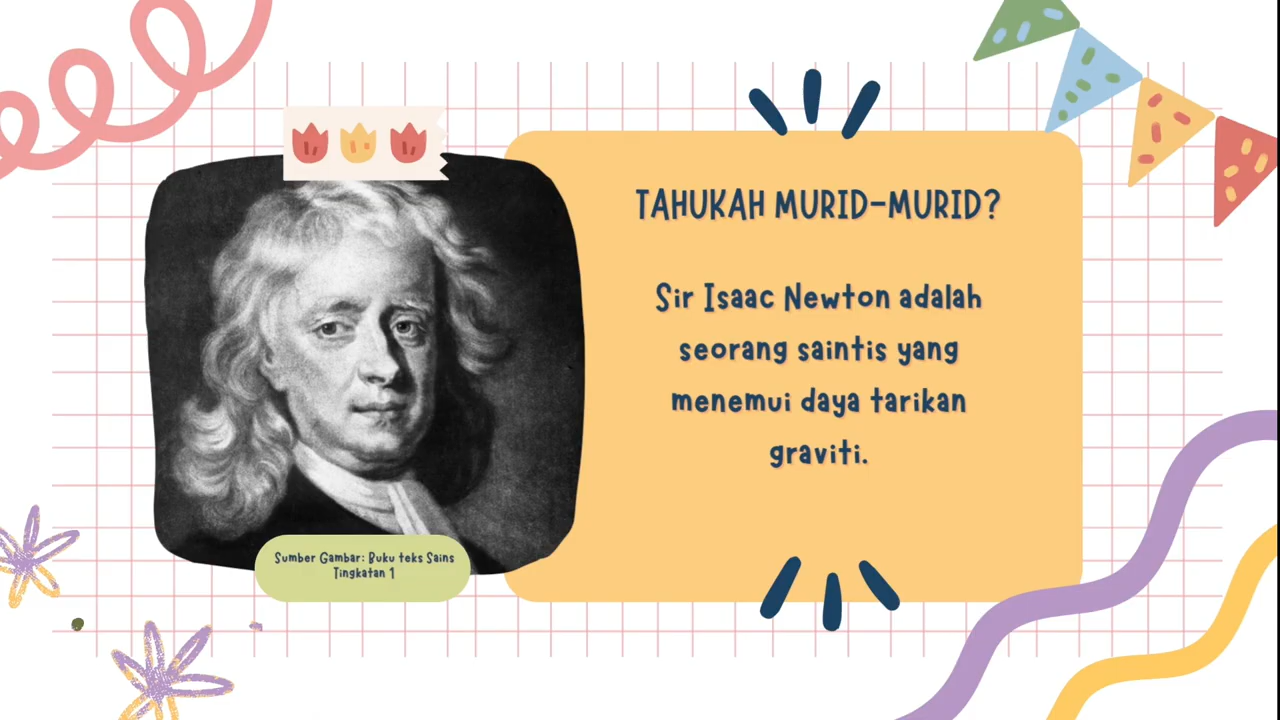 TAHUKAH MURID-MURID?
Sir Isaac Newton adalah
seorang saintis yang
menemui daya tarikan
graviti.
Sumber Gambar: Buku teks Sains
Tingkatan 1